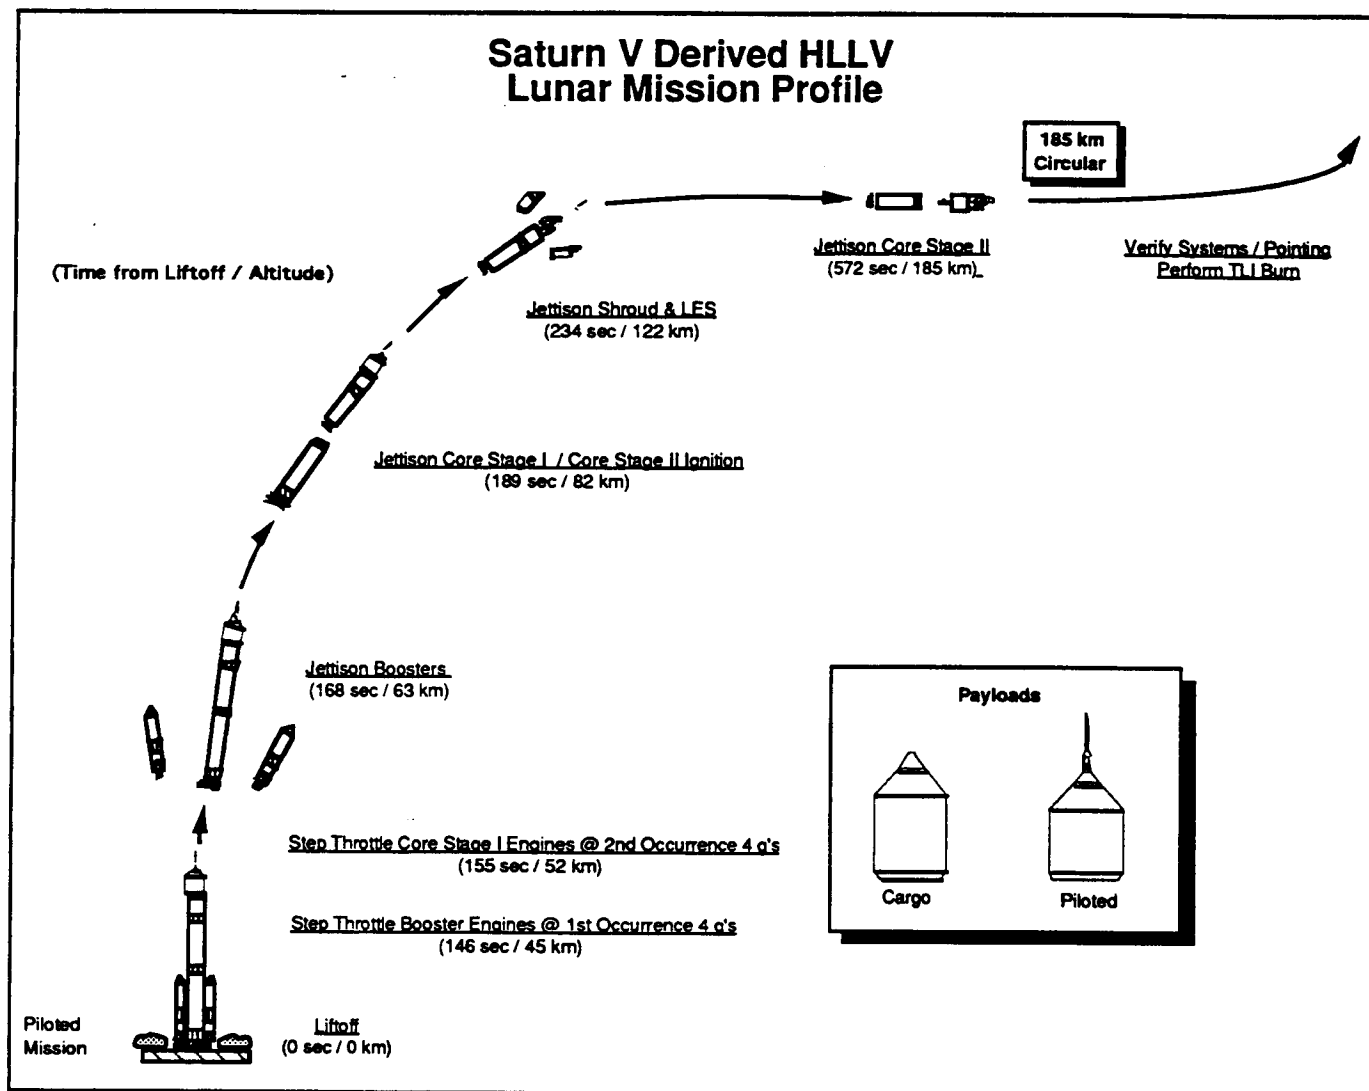 Saturn V Derived HLLV
Lunar Mission Profile
185 km
Circular
(Time from Liftoff / Altitude)
Jettison Core Stage II
(572 sec / 185 km)
Verify Systems / Pointing
Perform TLI Burn
Jettison Shroud & LES
(234 sec / 122 km)
Jettison Core Stage I / Core Stage II Ignition
(189 sec / 82 km)
Jettison Boosters
(168 sec / 63 km)
Step Throttle Core Stage I Engines @ 2nd Occurrence 4 g's
(155 sec / 52 km)
Step Throttle Booster Engines @ 1st Occurrence 4 g's
(146 sec / 45 km)
Piloted
Mission
Liftoff
(0 sec / 0 km)
Payloads
Cargo
Piloted